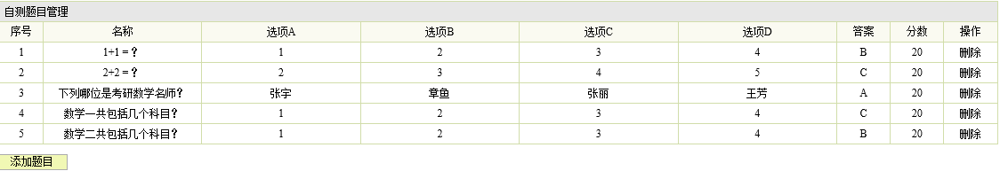 自测题目管理
序号 名称 选项A 选项B 选项C 选项D 答案 分数 操作
1 1+1 = ? 1 2 3 4 B 20 删除
2 2+2 = ? 2 3 4 5 C 20 删除
3 下列哪位是考研数学名师? 张宇 章鱼 张丽 王芳 A 20 删除
4 数学一共包括几个科目? 1 2 3 4 C 20 删除
5 数学二共包括几个科目? 1 2 3 4 B 20 删除
添加题目